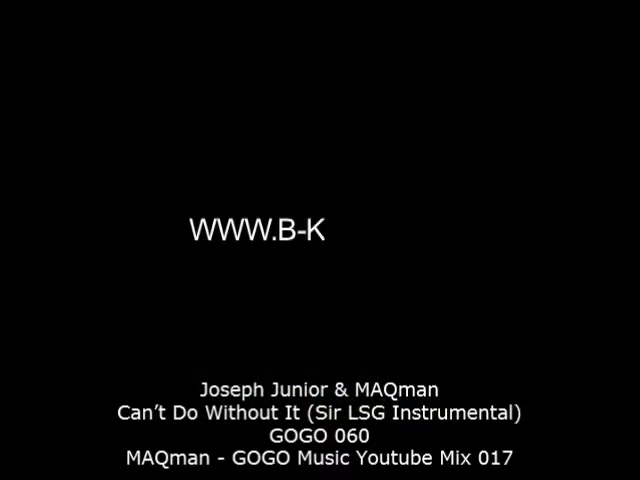 WWW.B-K
Joseph Junior & MAQman
Can't Do Without It (Sir LSG Instrumental)
GOGO 060
MAQman - GOGO Music Youtube Mix 017